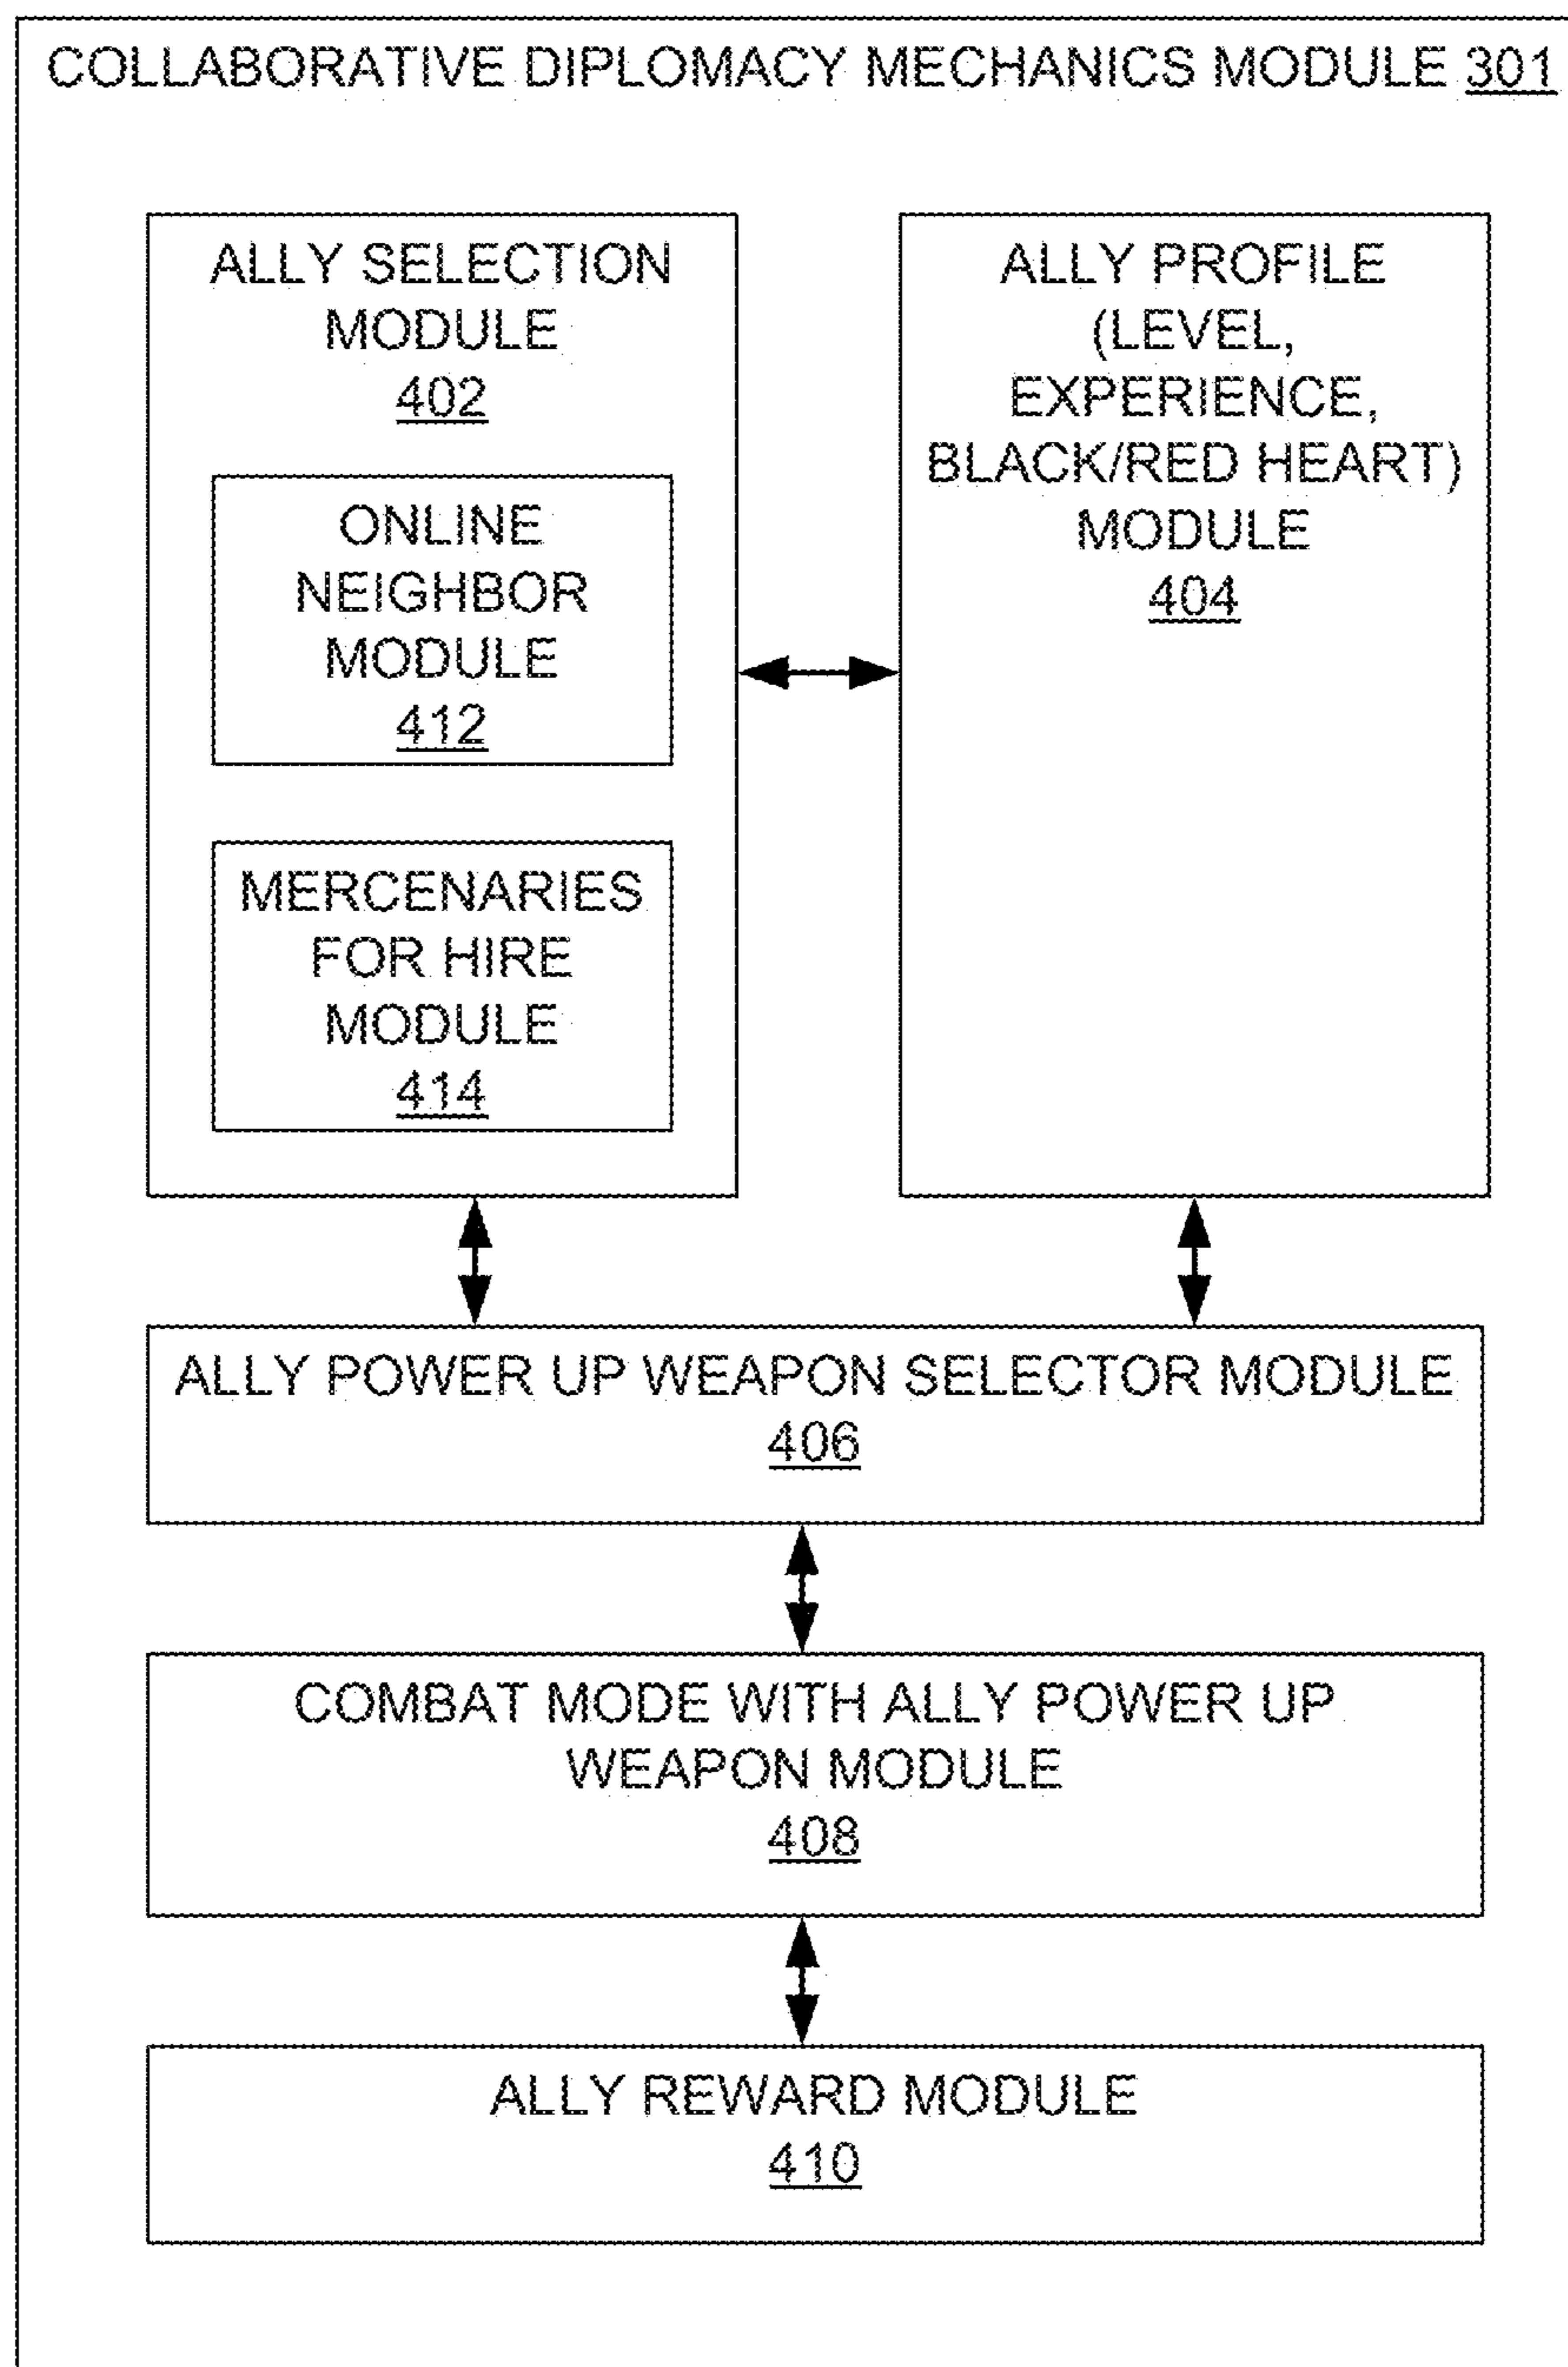 COLLABORATIVE DIPLOMACY MECHANICS MODULE 301
ALLY SELECTION
MODULE
402
ONLINE
NEIGHBOR
MODULE
412
MERCENARIES
FOR HIRE
MODULE
414
ALLY PROFILE
(LEVEL,
EXPERIENCE,
BLACK/RED HEART)
MODULE
404
ALLY POWER UP WEAPON SELECTOR MODULE
406
COMBAT MODE WITH ALLY POWER UP
WEAPON MODULE
408
ALLY REWARD MODULE
410